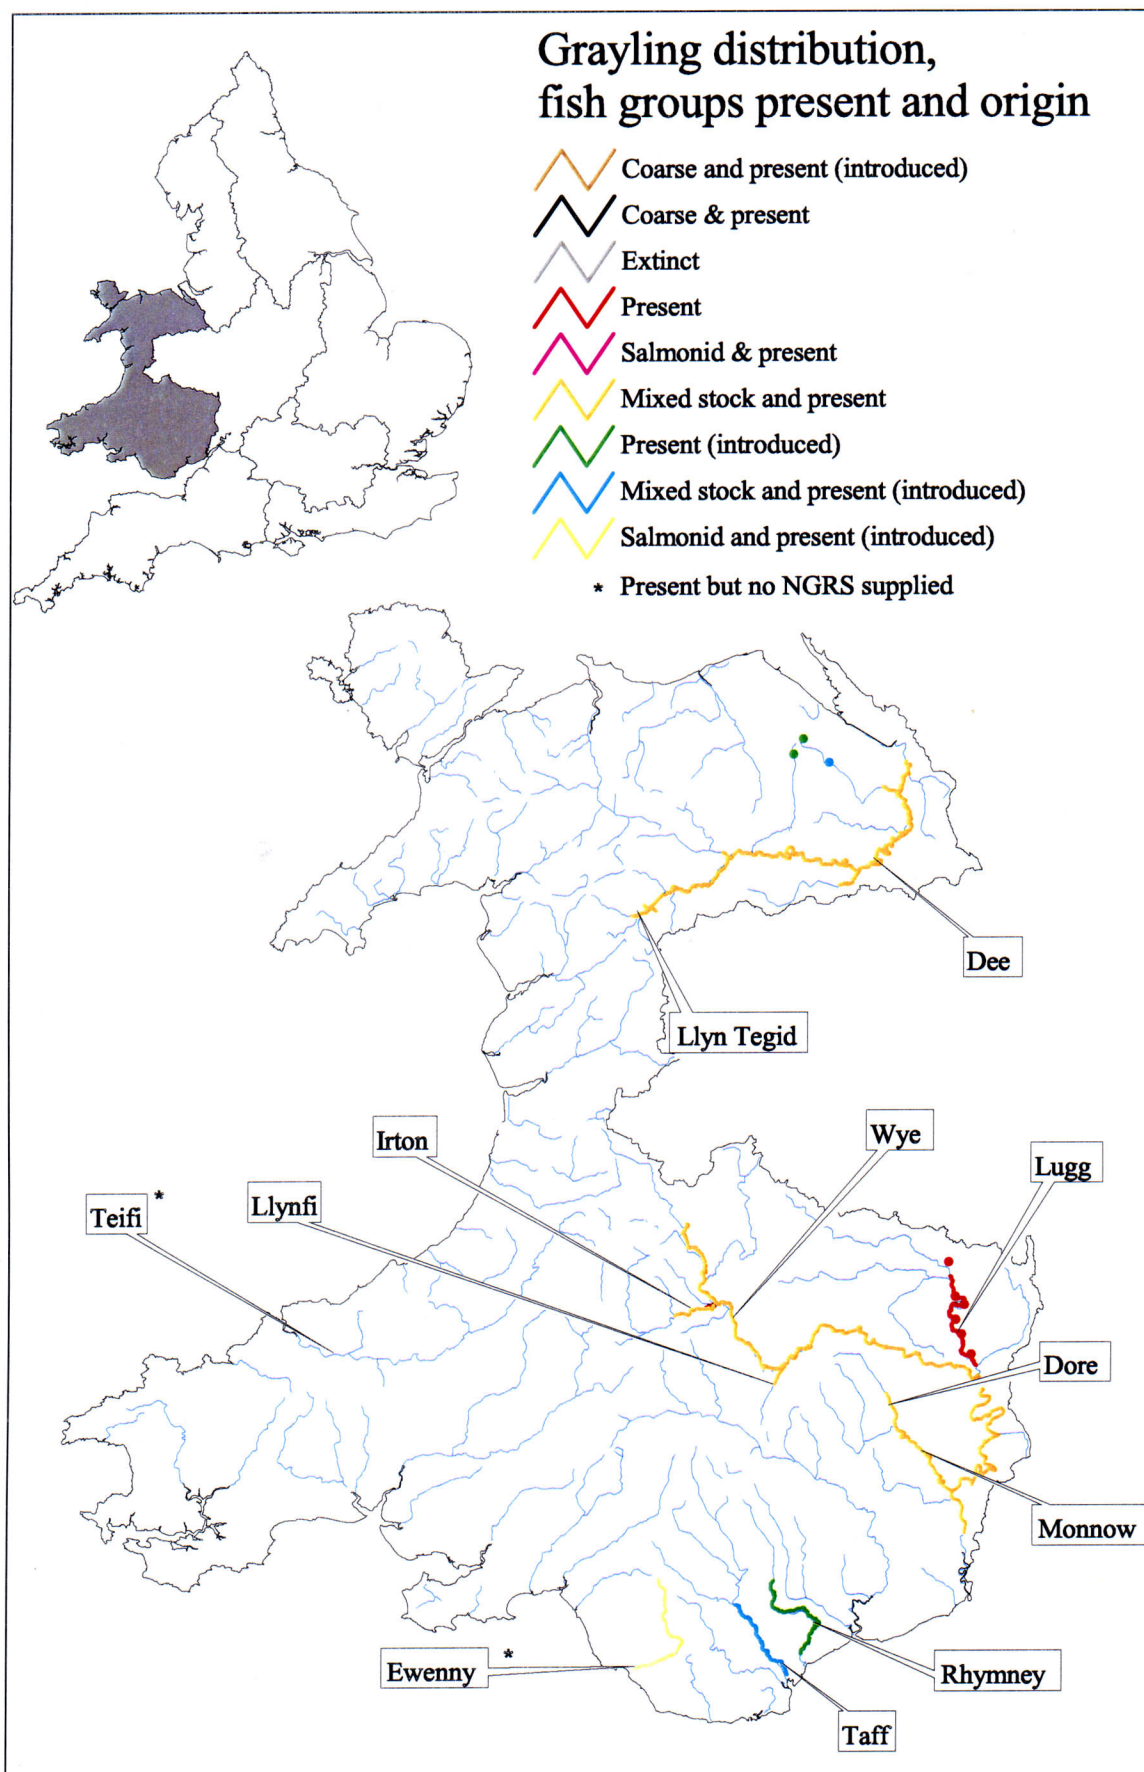 Grayling distribution,
fish groups present and origin
Coarse and present (introduced)
Coarse & present
Extinct
Present
Salmonid & present
Mixed stock and present
Present (introduced)
Mixed stock and present (introduced)
Salmonid and present (introduced)
* Present but no NGRS supplied
Dee
Llyn Tegid
Irton
Wye
Lugg
Llynfi
Teifi *
Dore
Monnow
Ewenny *
Rhymney
Taff